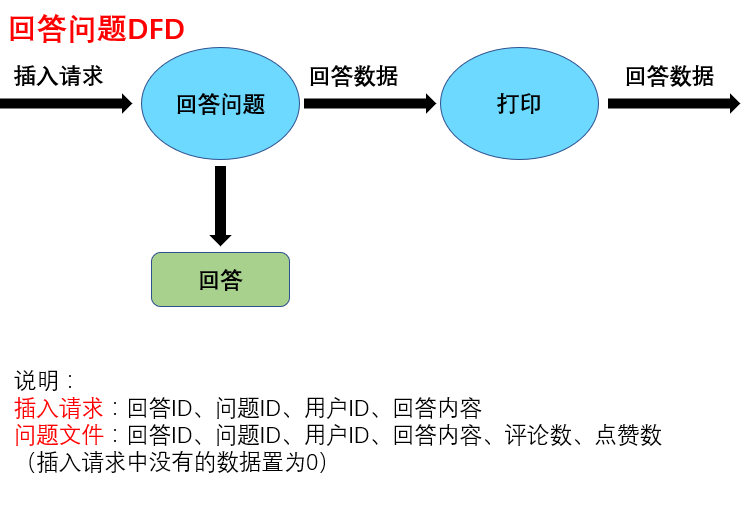 回答问题DFD
插入请求
回答数据
回答数据
回答问题
打印
回答
说明：
插入请求：回答ID、问题ID、用户ID、回答内容
问题文件：回答ID、问题ID、用户ID、回答内容、评论数、点赞数
（插入请求中没有的数据置为0）